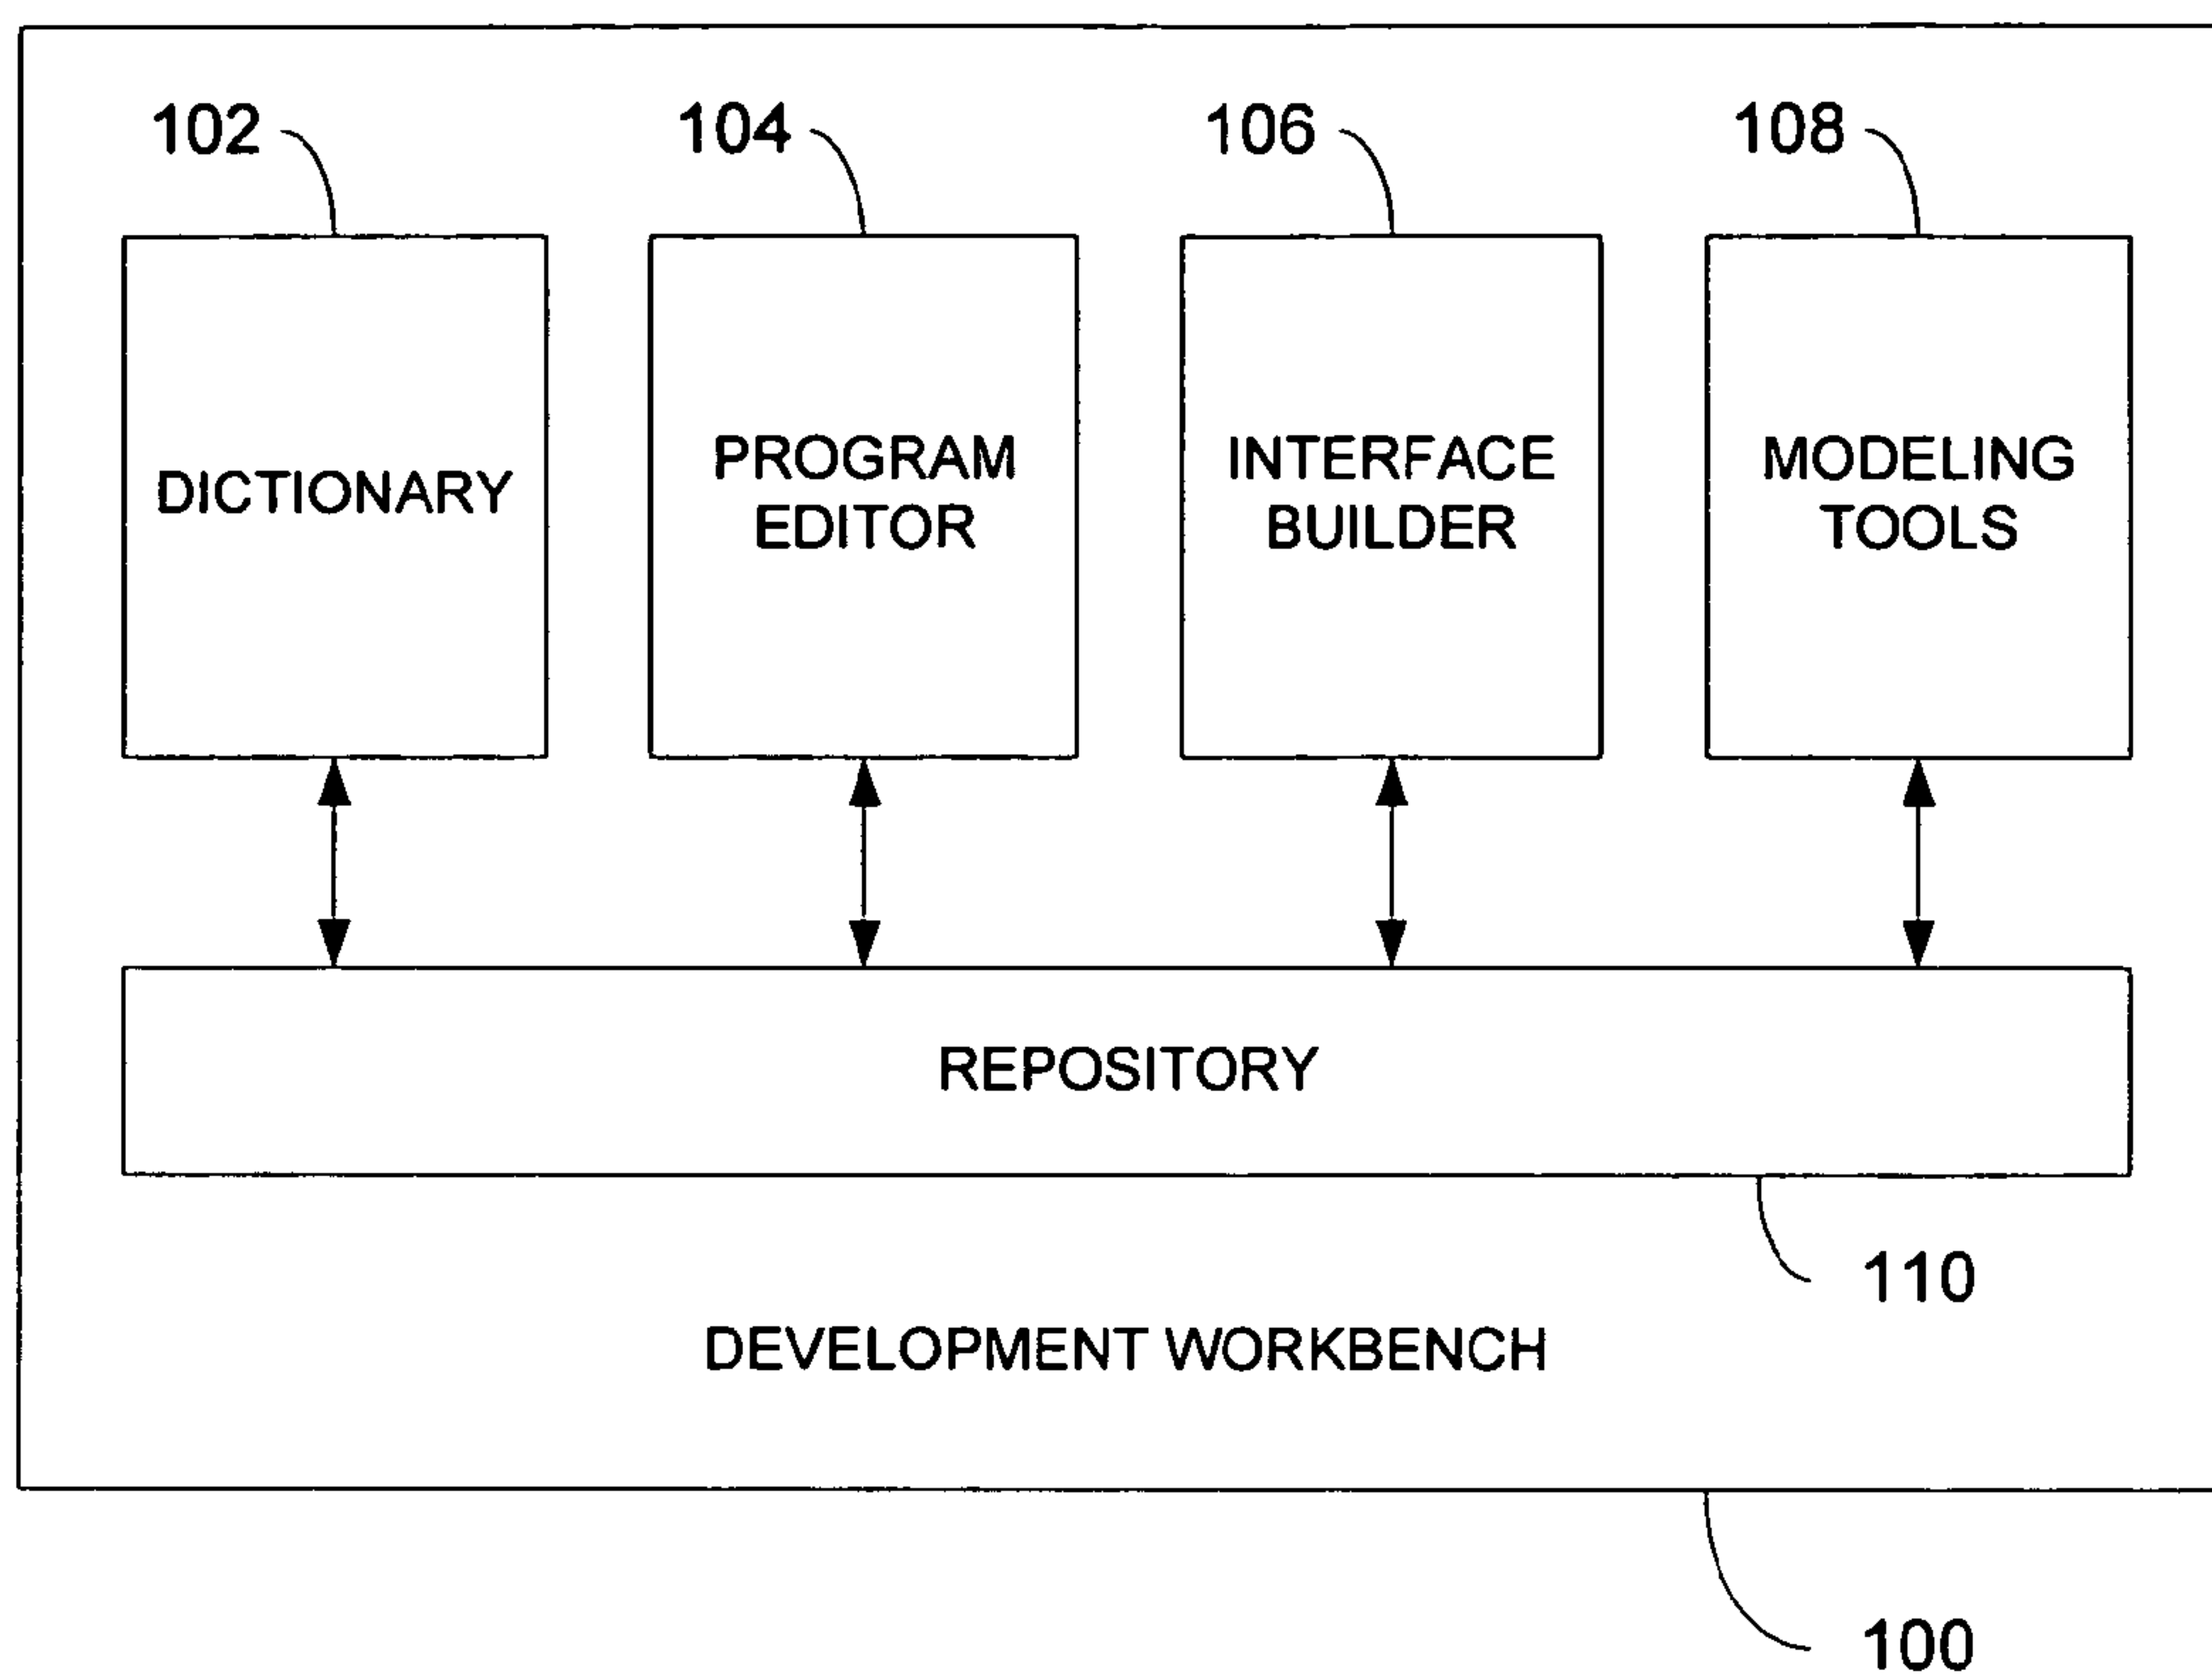 102
104
106
108
DICTIONARY
PROGRAM
EDITOR
INTERFACE
BUILDER
MODELING
TOOLS
REPOSITORY
110
DEVELOPMENT WORKBENCH
100